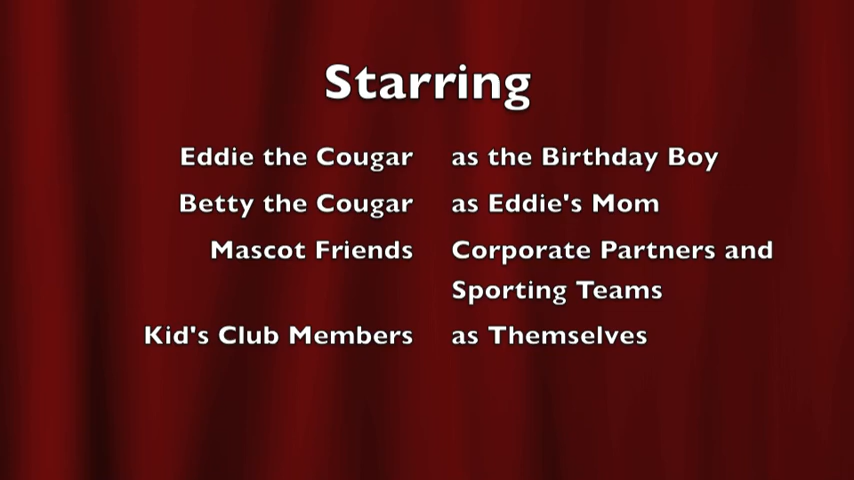 Starring
Eddie the Cougar as the Birthday Boy
Betty the Cougar as Eddie's Mom
Mascot Friends Corporate Partners and
Sporting Teams
Kid's Club Members as Themselves